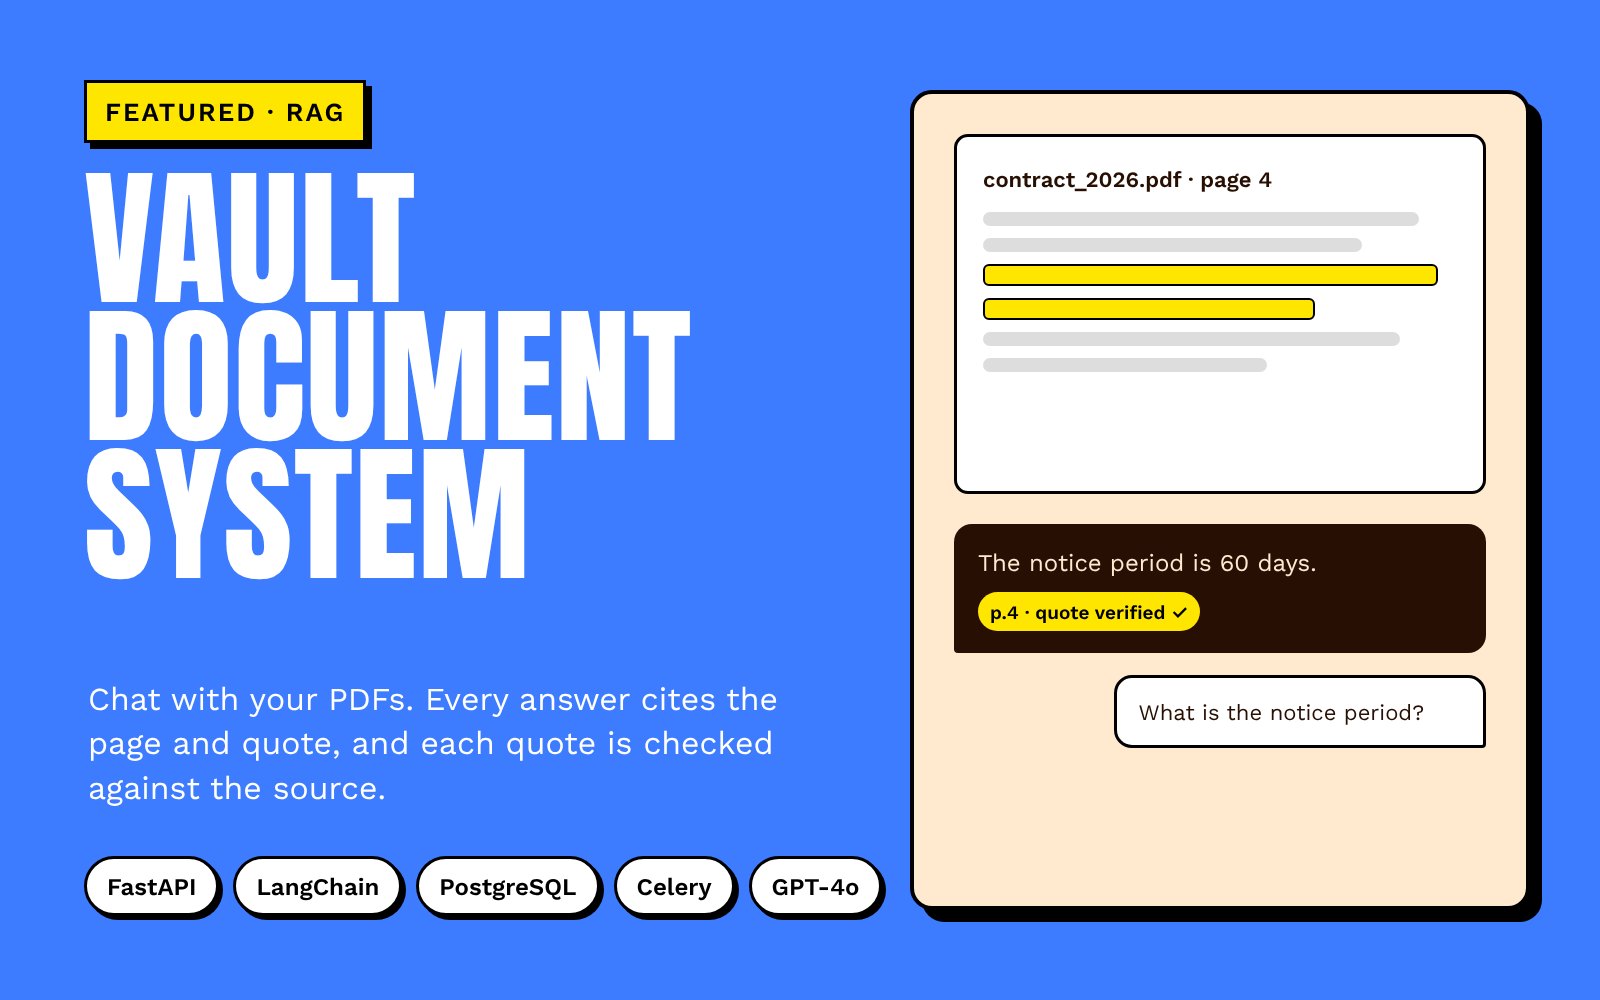 FEATURED · RAG
VAULT
DOCUMENT
SYSTEM
Chat with your PDFs. Every answer cites the
page and quote, and each quote is checked
against the source.
FastAPI
LangChain
PostgreSQL
Celery
GPT-4o
contract_2026.pdf · page 4
The notice period is 60 days.
p.4 · quote verified ✓
What is the notice period?